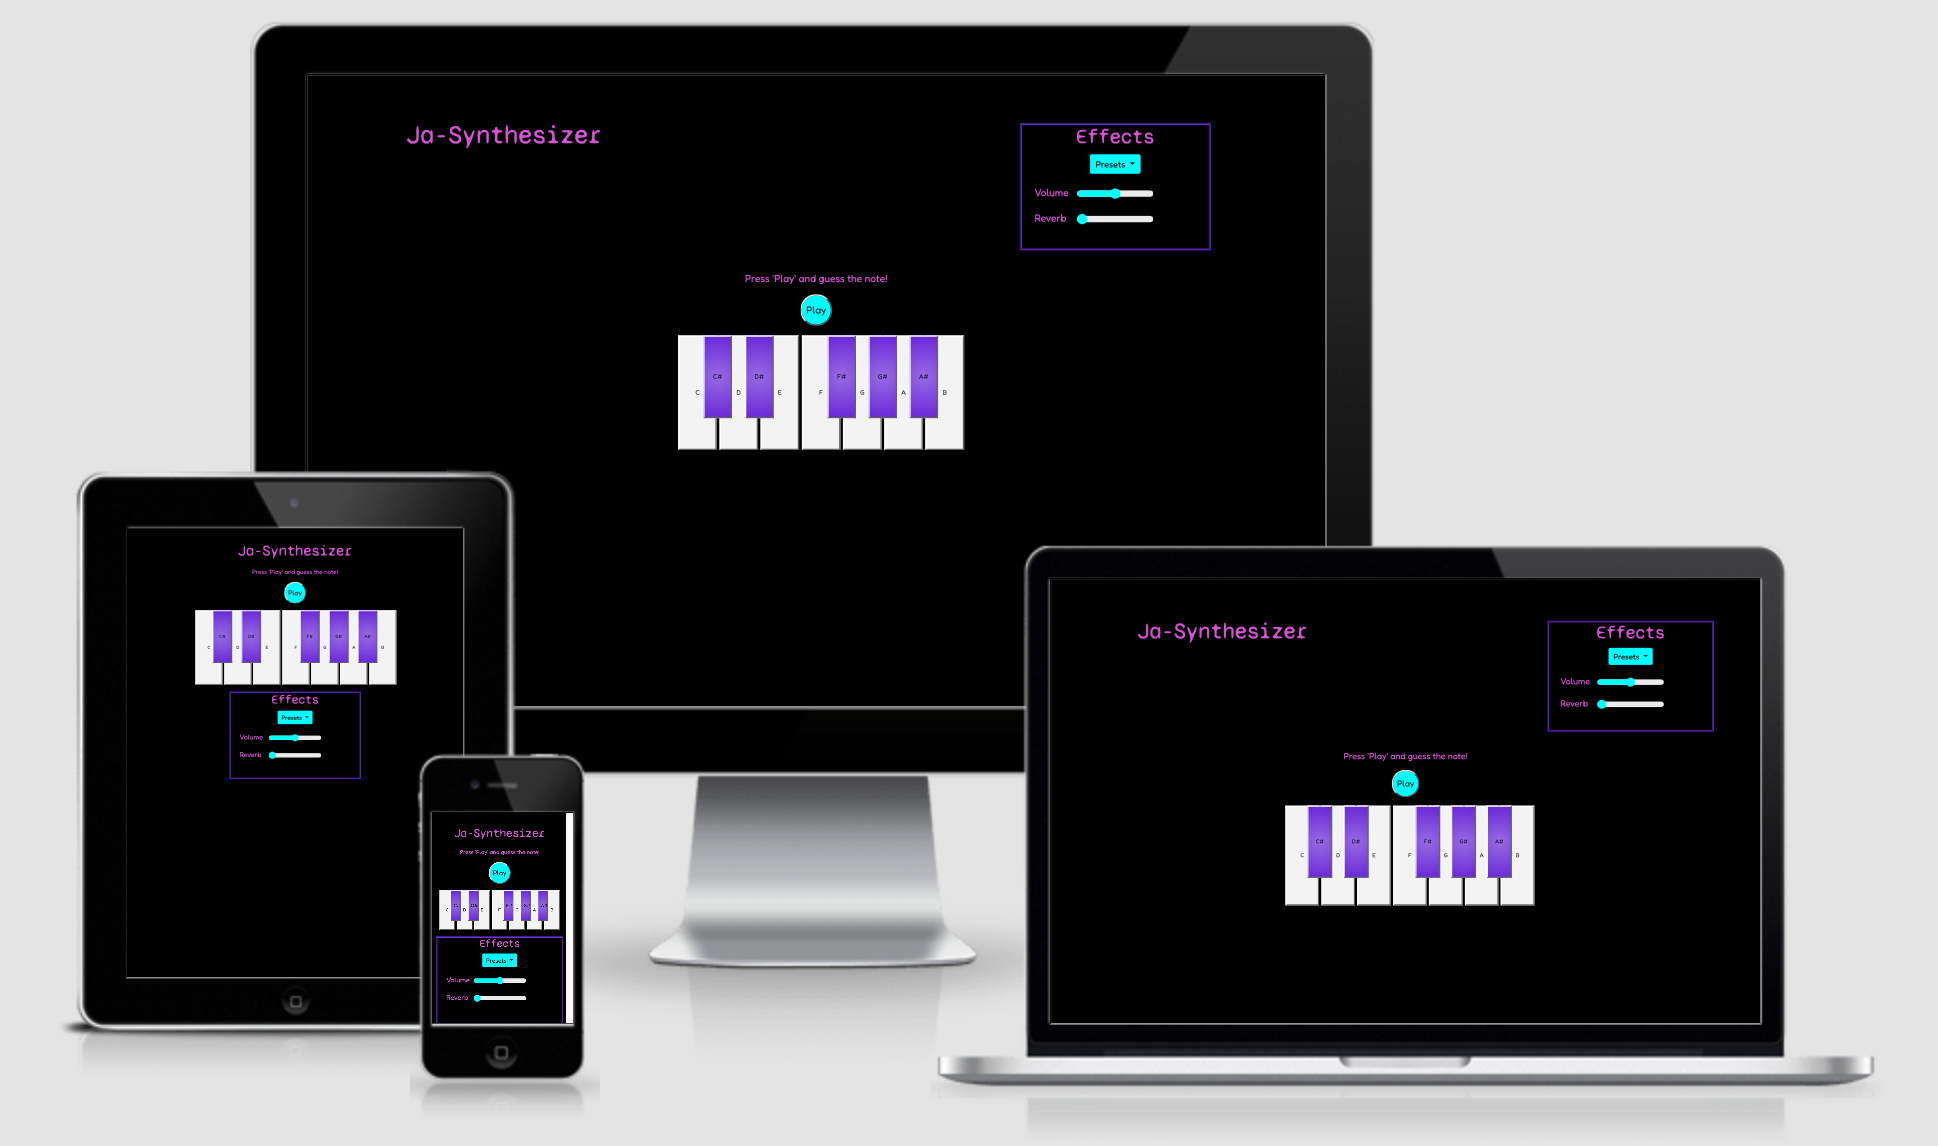 Ja-Synthesizer
Effects
Presets
Volume
Reverb
Press 'Play' and guess the note!
Play
C# D# F# G# A#
C D E F G A B
Ja-Synthesizer
Press 'Play' and guess the note!
Play
C# D# F# G# A#
C D E F G A B
Effects
Presets
Volume
Reverb
Ja-Synthesizer
Press 'Play' and guess the note!
Play
C D E
A
Effects
Presets
Volume
Reverb
Ja-Synthesizer
Effects
Presets
Volume
Reverb
Press 'Play' and guess the note!
Play
C# D# F# G# A#
C D E F G A B